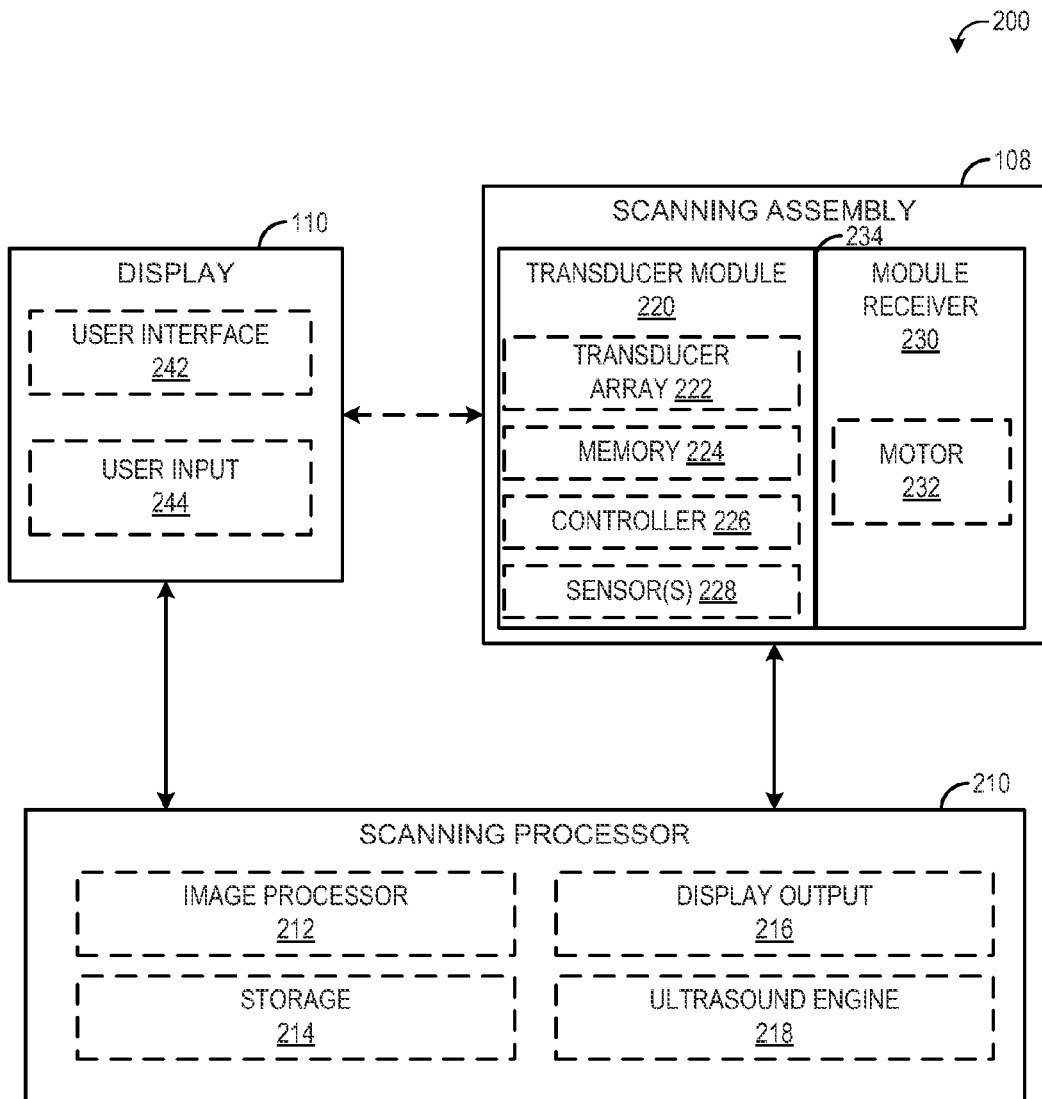 200
108
SCANNING ASSEMBLY
110
DISPLAY
USER INTERFACE
242
USER INPUT
244
234
TRANSDUCER MODULE
220
TRANSDUCER
ARRAY 222
MEMORY 224
CONTROLLER 226
SENSOR(S) 228
MODULE
RECEIVER
230
MOTOR
232
210
SCANNING PROCESSOR
IMAGE PROCESSOR
212
DISPLAY OUTPUT
216
STORAGE
214
ULTRASOUND ENGINE
218